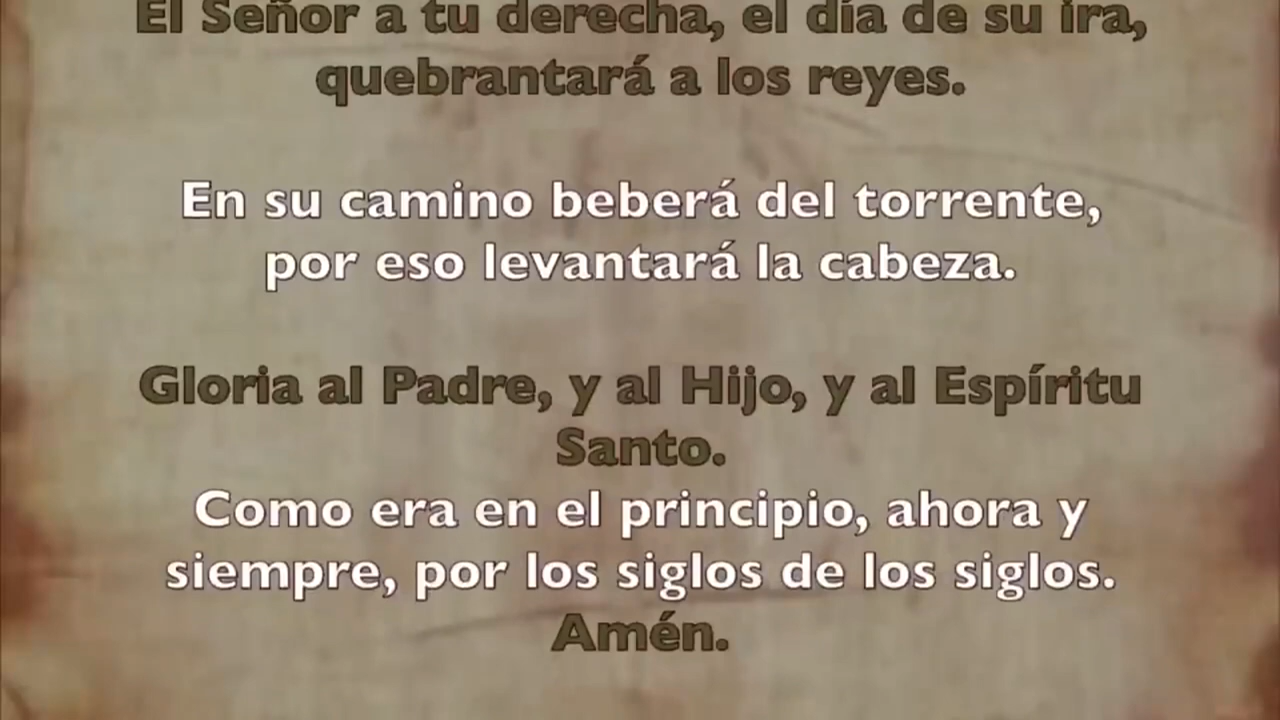 El Señor a tu derecha, el día de su ira,
quebrantará a los reyes.
En su camino beberá del torrente,
por eso levantará la cabeza.
Gloria al Padre, y al Hijo, y al Espíritu
Santo.
Como era en el principio, ahora y
siempre, por los siglos de los siglos.
Amén.